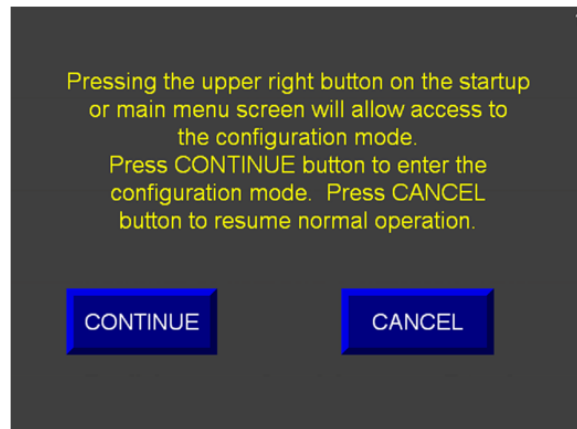 Pressing the upper right button on the startup
or main menu screen will allow access to
the configuration mode.
Press CONTINUE button to enter the
configuration mode.  Press CANCEL
button to resume normal operation.
CONTINUE
CANCEL